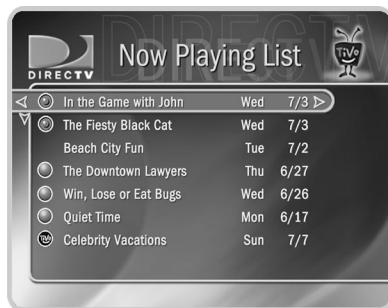 DIRECTV
Now Playing List
TiVo
In the Game with John Wed 7/3
The Fiesty Black Cat Wed 7/3
Beach City Fun Tue 7/2
The Downtown Lawyers Thu 6/27
Win, Lose or Eat Bugs Wed 6/26
Quiet Time Mon 6/17
TiVo Celebrity Vacations Sun 7/7